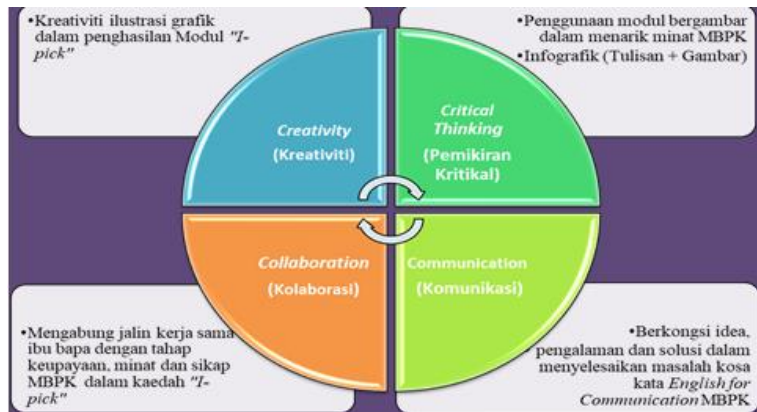 •Kreativiti ilustrasi grafik
dalam penghasilan Modul "I-
pick"
•Penggunaan modul bergambar
dalam menarik minat MBPK
•Infografik (Tulisan + Gambar)
Creativity
(Kreativiti)
Critical
Thinking
(Pemikiran
Kritikal)
Collaboration
(Kolaborasi)
Communication
(Komunikasi)
•Mengabung jalin kerja sama
ibu bapa dengan tahap
keupayaan, minat dan sikap
MBPK dalam kaedah "I-
pick"
•Berkongsi idea,
pengalaman dan solusi dalam
menyelesaikan masalah kosa
kata English for
Communication MBPK